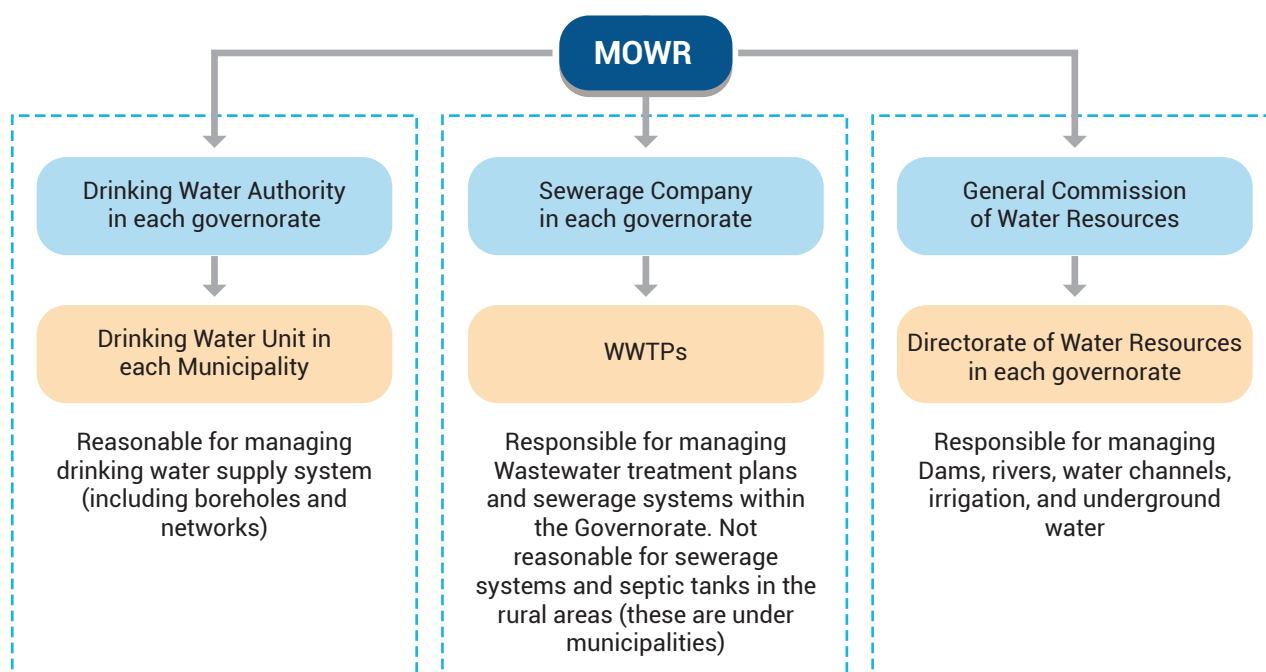 MOWR
Drinking Water Authority
in each governorate
Drinking Water Unit in
each Municipality
Reasonable for managing
drinking water supply system
(including boreholes and
networks)
Sewerage Company
in each governorate
WWTPs
Responsible for managing
Wastewater treatment plans
and sewerage systems within
the Governorate. Not
reasonable for sewerage
systems and septic tanks in the
rural areas (these are under
municipalities)
General Commission
of Water Resources
Directorate of Water Resources
in each governorate
Responsible for managing
Dams, rivers, water channels,
irrigation, and underground
water